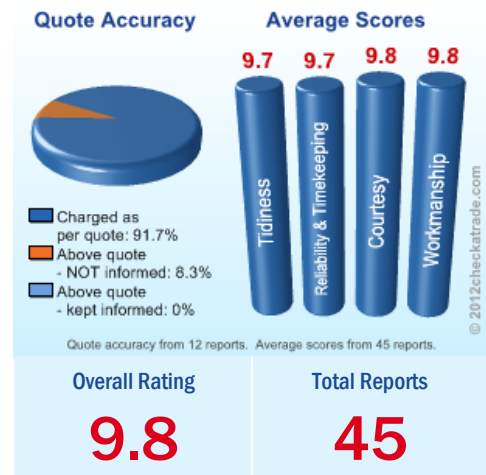 Quote Accuracy
Average Scores
9.7
9.7
9.8
9.8
Tidiness
Reliability & Timekeeping
Courtesy
Workmanship
Charged as
per quote: 91.7%
Above quote
- NOT informed: 8.3%
Above quote
- kept informed: 0%
© 2012checkatrade.com
Quote accuracy from 12 reports. Average scores from 45 reports.
Overall Rating
9.8
Total Reports
45